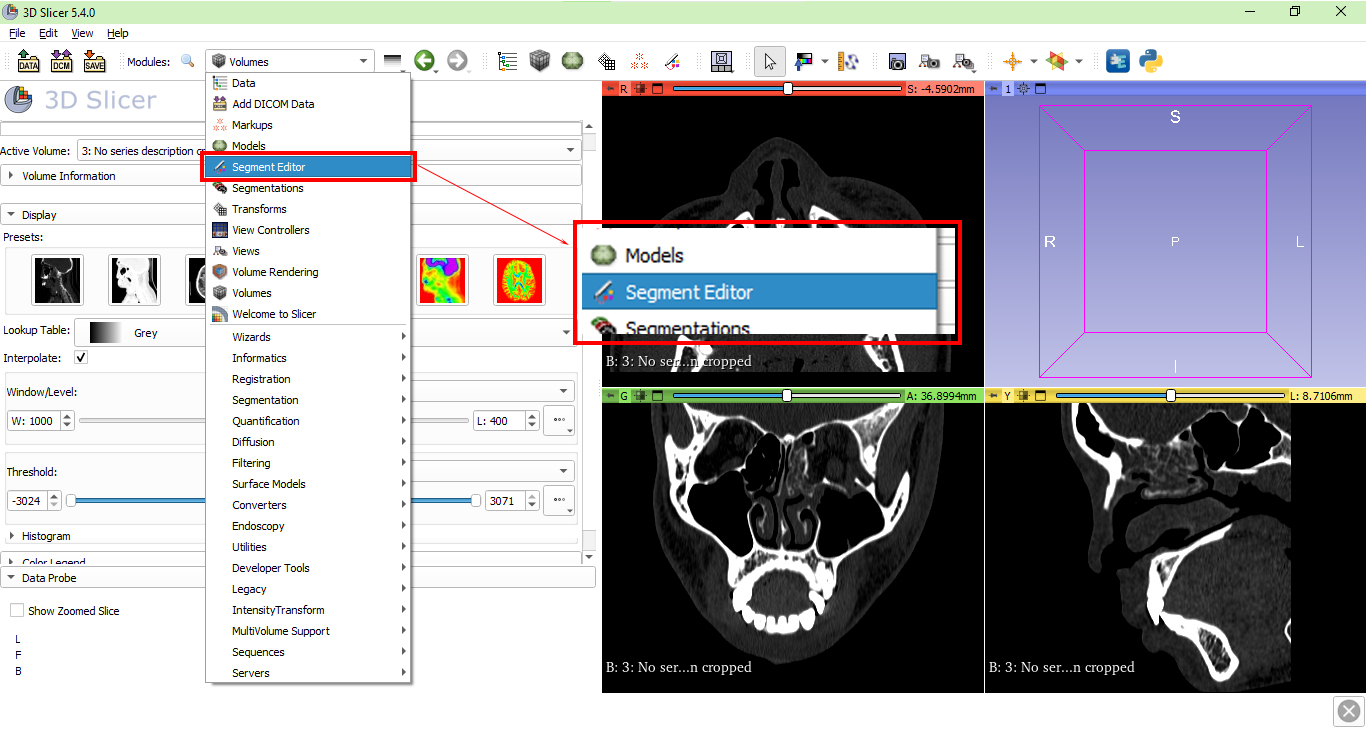 3D Slicer 5.4.0
File Edit View Help
DATA DCM SAVE Modules: Volumes
3D Slicer
Active Volume: 3: No series description
Volume Information
Display
Presets:
Lookup Table: Grey
Interpolate:
Window/Level:
W: 1000 L: 400
Threshold:
-3024 3071
Histogram
Color Legend
Data Probe
Show Zoomed Slice
L
F
B
Data
Add DICOM Data
Markups
Models
Segment Editor
Segmentations
Transforms
View Controllers
Views
Volume Rendering
Volumes
Welcome to Slicer
Wizards
Informatics
Registration
Segmentation
Quantification
Diffusion
Filtering
Surface Models
Converters
Endoscopy
Utilities
Developer Tools
Legacy
IntensityTransform
MultiVolume Support
Sequences
Servers
R S: -4.5902mm
Models
Segment Editor
Segmentations
B: 3: No ser...n cropped
1
S
R P L
I
G A: 36.8994mm
B: 3: No ser...n cropped
Y L: 8.7106mm
B: 3: No ser...n cropped